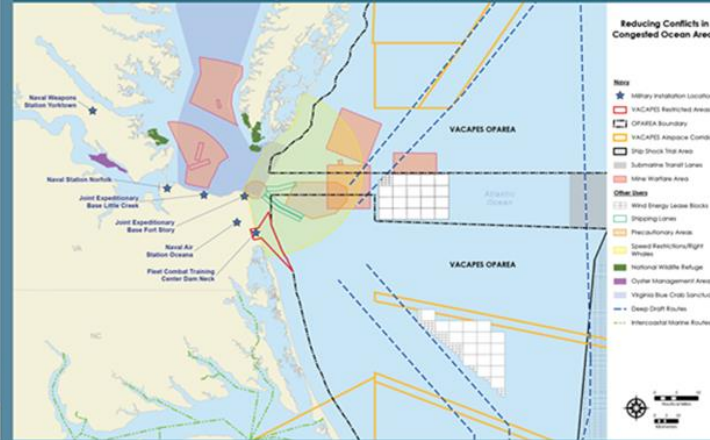 Reducing Conflicts in
Congested Ocean Area
Navy
Military Installation Locatio
VACAPES Restricted Areas
OPAREA Boundary
VACAPES Airspace Corrid
Ship Shock Trial Area
Submarine Transit Lanes
Mine Warfare Area
Other Users
Wind Energy Lease Blocks
Shipping Lanes
Precautionary Areas
Speed Restrictions/Right
Whales
National Wildlife Refuge
Oyster Management Area
Virginia Blue Crab Sanctu
Deep Draft Routes
Intercoastal Marine Routes
Naval Weapons
Station Yorktown
Naval Station Norfolk
Joint Expeditionary
Base Little Creek
Joint Expeditionary
Base Fort Story
Naval Air
Station Oceana
Fleet Combat Training
Center Dam Neck
VA
NC
VACAPES OPAREA
Atlantic
Ocean
VACAPES OPAREA